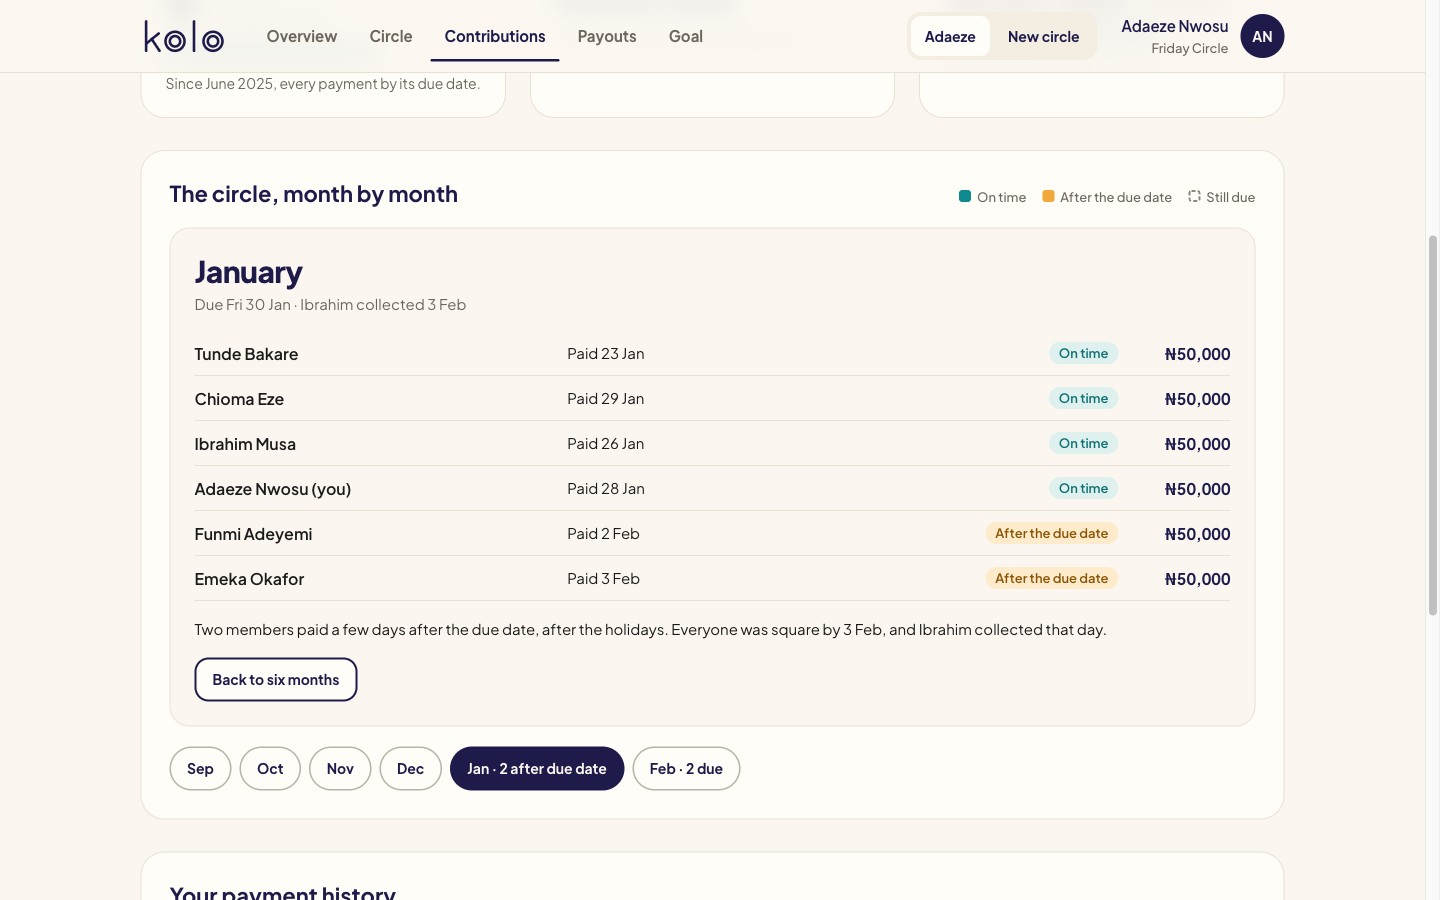 kolo
Overview
Circle
Contributions
Payouts
Goal
Adaeze
New circle
Adaeze Nwosu
Friday Circle
AN
Since June 2025, every payment by its due date.
The circle, month by month
On time
After the due date
Still due
January
Due Fri 30 Jan · Ibrahim collected 3 Feb
Tunde Bakare Paid 23 Jan On time ₦50,000
Chioma Eze Paid 29 Jan On time ₦50,000
Ibrahim Musa Paid 26 Jan On time ₦50,000
Adaeze Nwosu (you) Paid 28 Jan On time ₦50,000
Funmi Adeyemi Paid 2 Feb After the due date ₦50,000
Emeka Okafor Paid 3 Feb After the due date ₦50,000
Two members paid a few days after the due date, after the holidays. Everyone was square by 3 Feb, and Ibrahim collected that day.
Back to six months
Sep
Oct
Nov
Dec
Jan · 2 after due date
Feb · 2 due
Your payment history